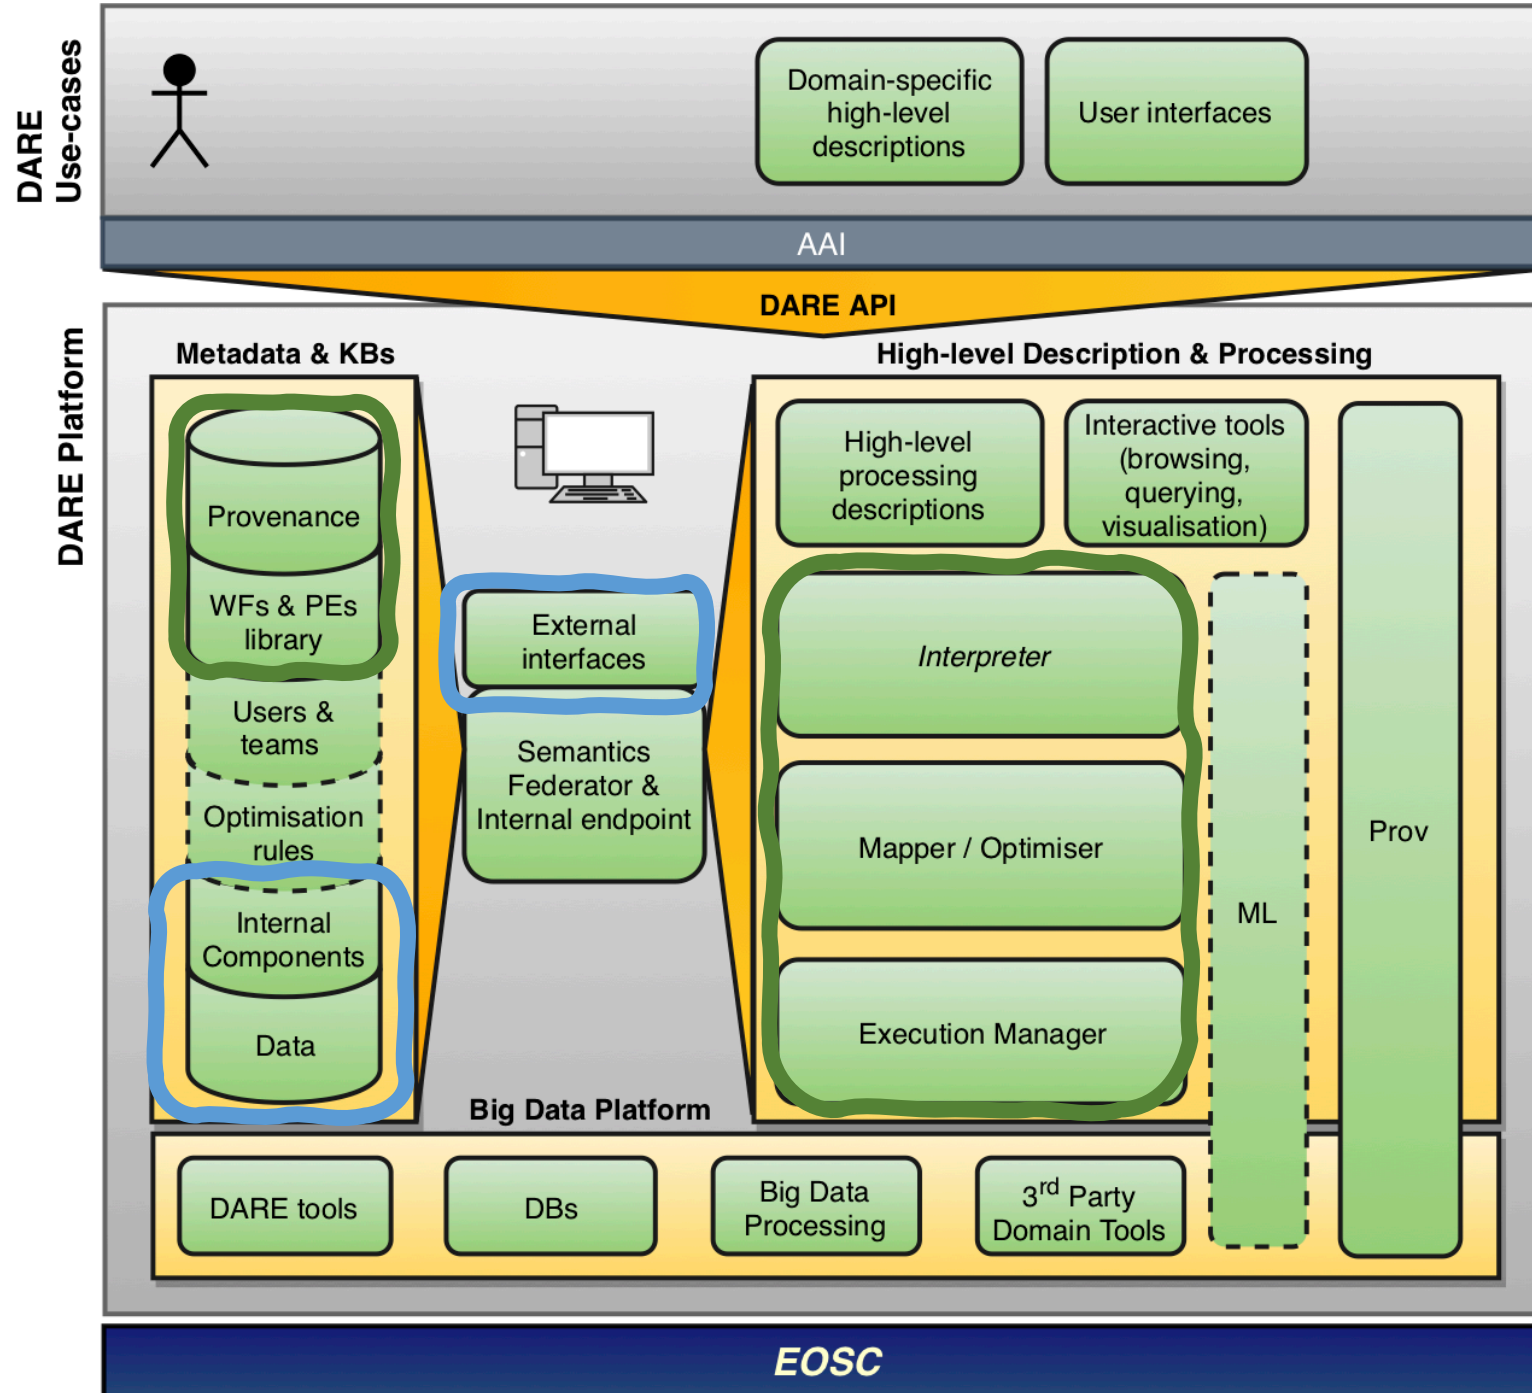 DARE
Use-cases
Domain-specific
high-level
descriptions
User interfaces
AAI
DARE API
DARE Platform
Metadata & KBs
High-level Description & Processing
Provenance
WFs & PEs
library
Users &
teams
Optimisation
rules
Internal
Components
Data
External
interfaces
Semantics
Federator &
Internal endpoint
High-level
processing
descriptions
Interactive tools
(browsing,
querying,
visualisation)
Interpreter
Mapper / Optimiser
Execution Manager
ML
Prov
Big Data Platform
DARE tools
DBs
Big Data
Processing
3rd Party
Domain Tools
EOSC